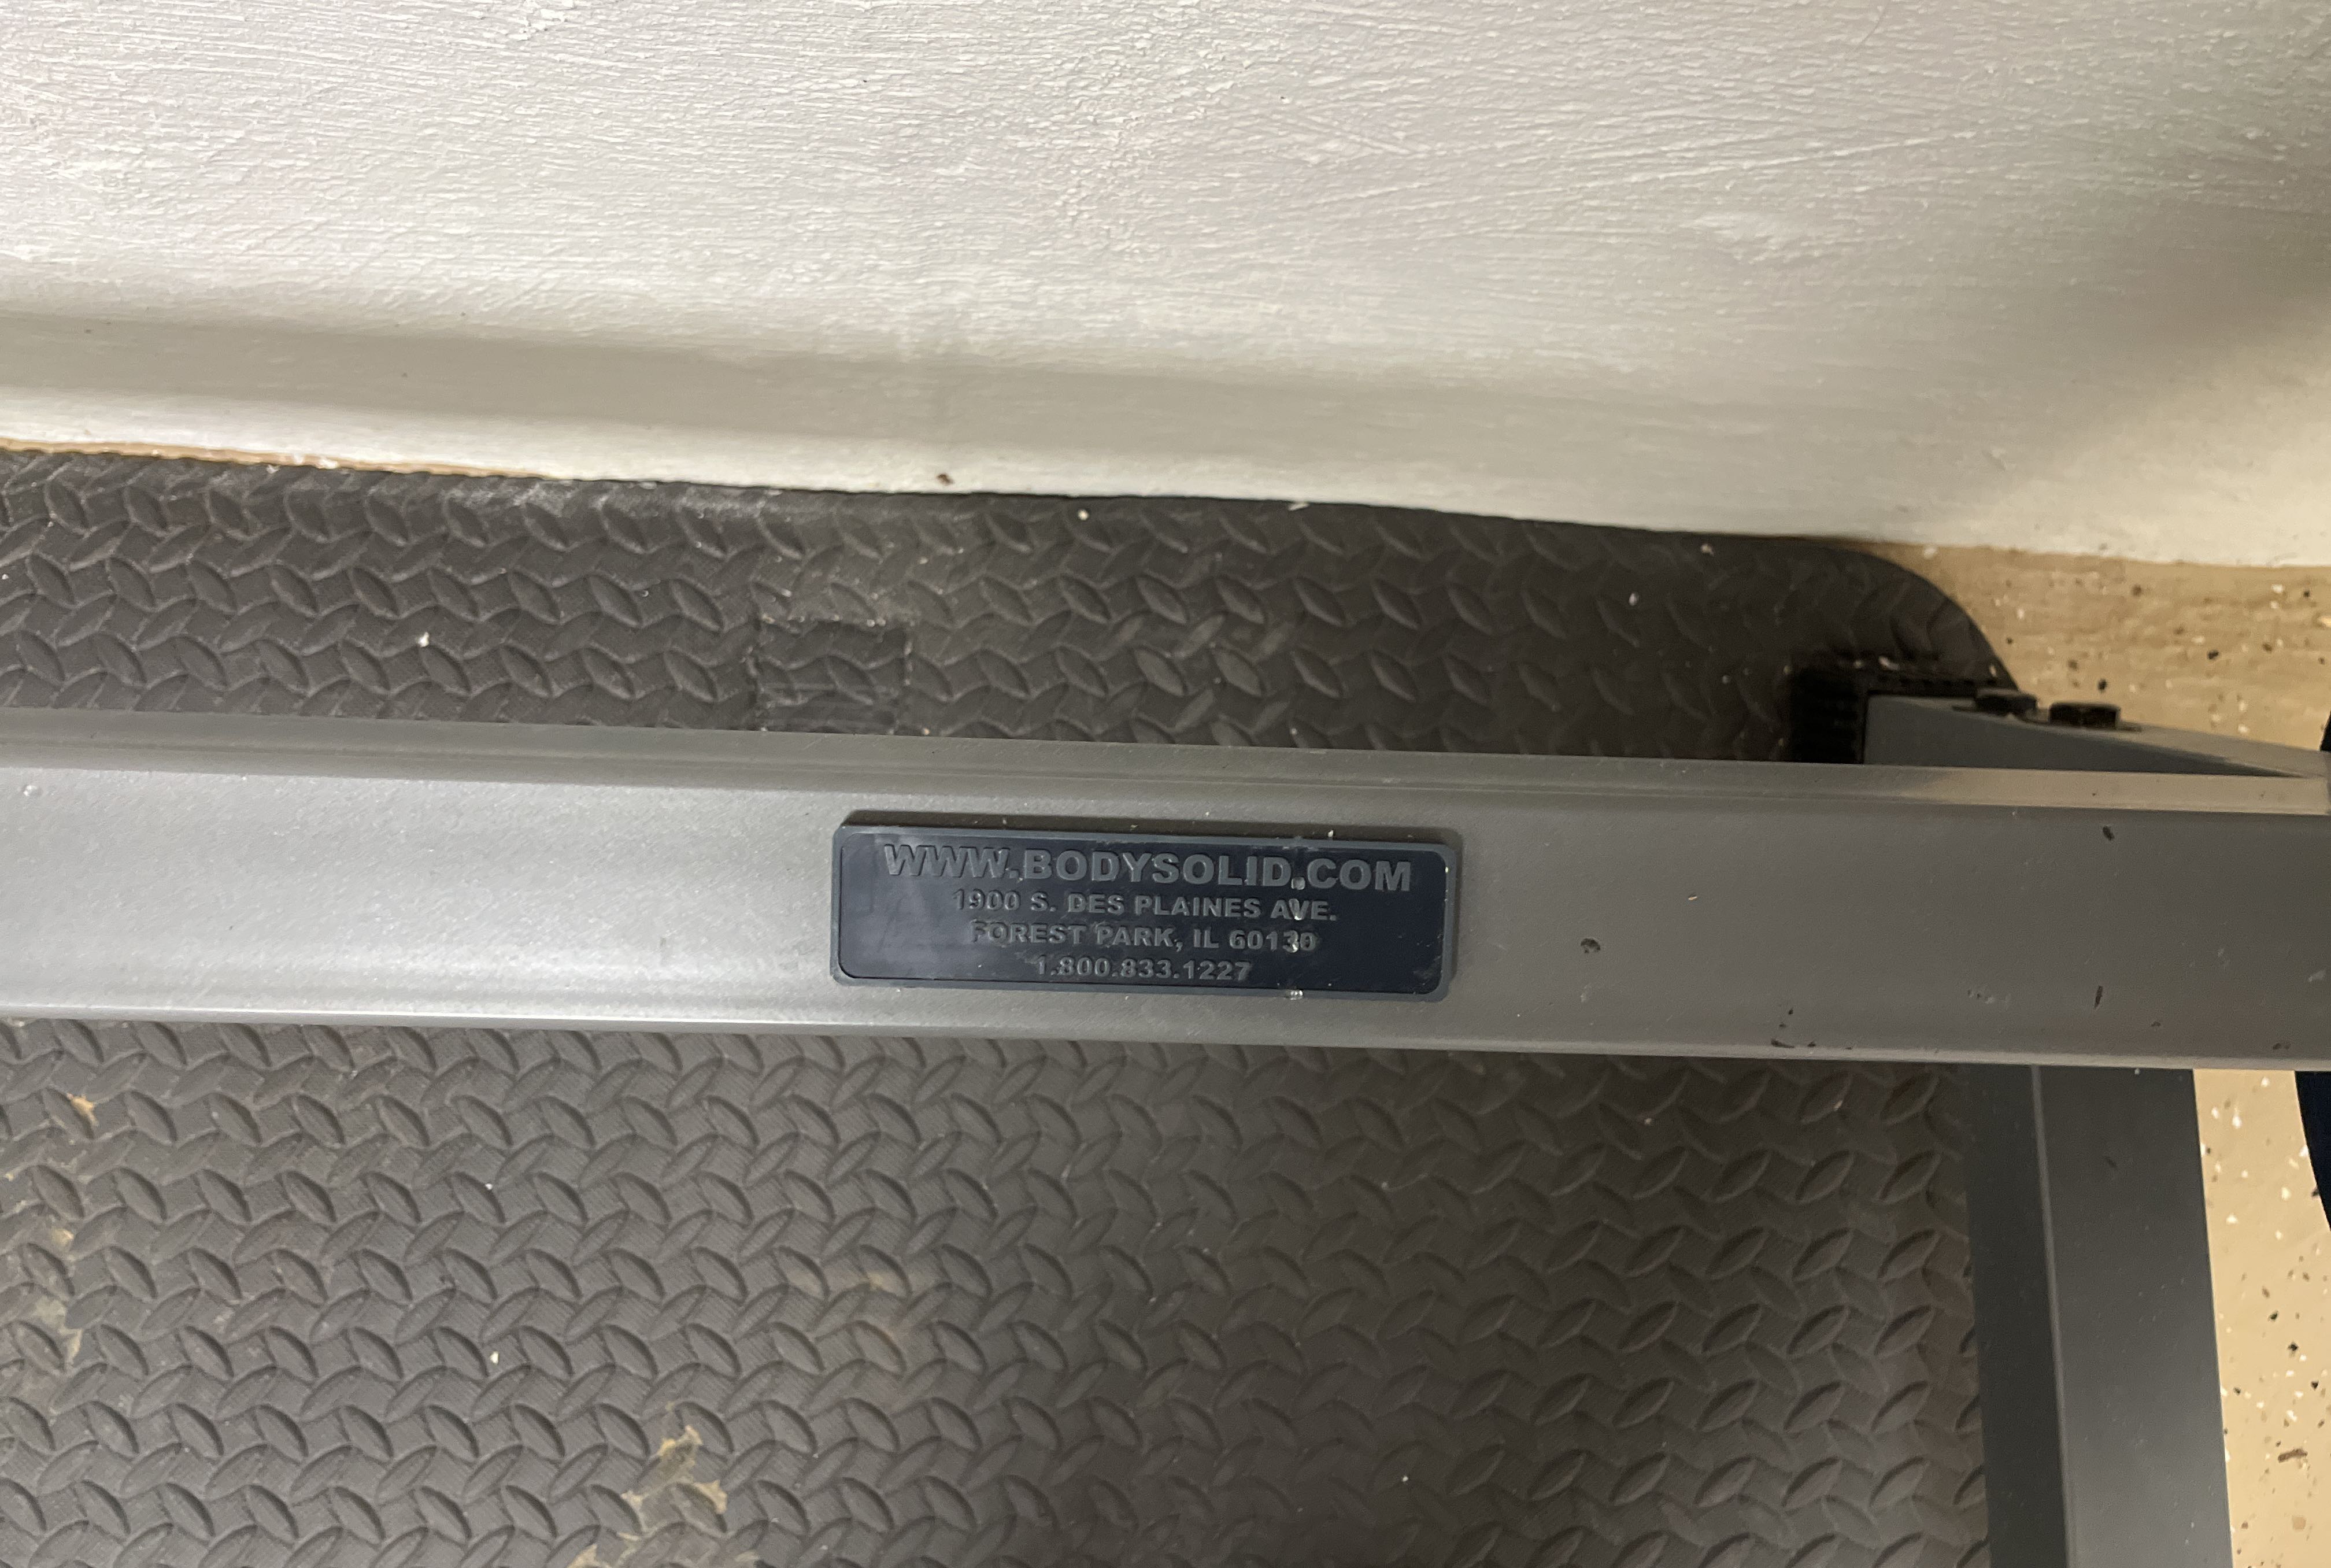 WWW.BODYSOLID.COM
1900 S. DES PLAINES AVE.
FOREST PARK, IL 60130
1.800.833.1227